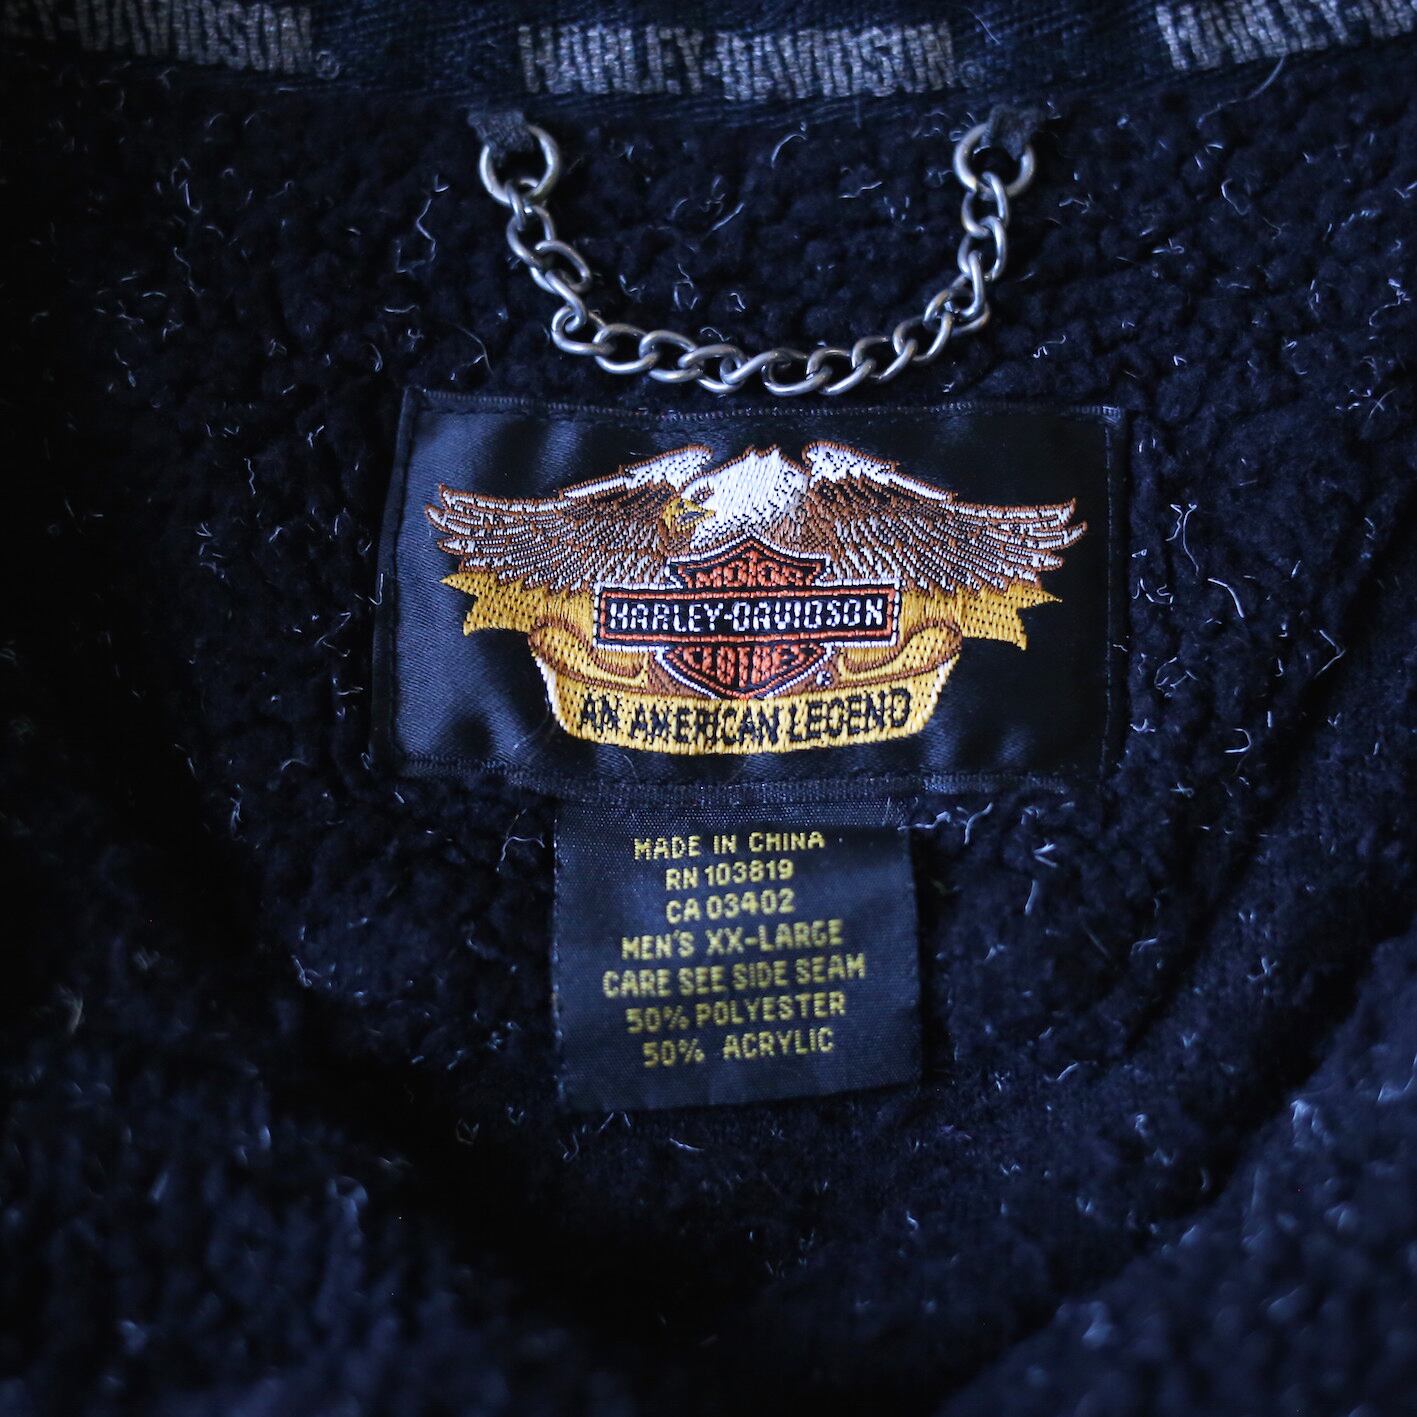 HARLEY-DAVIDSON
HARLEY-DAVIDSON
MOTOR
HARLEY-DAVIDSON
AN AMERICAN LEGEND
MADE IN CHINA
RN 103819
CA 03402
MEN'S XX-LARGE
CARE SEE SIDE SEAM
50% POLYESTER
50% ACRYLIC